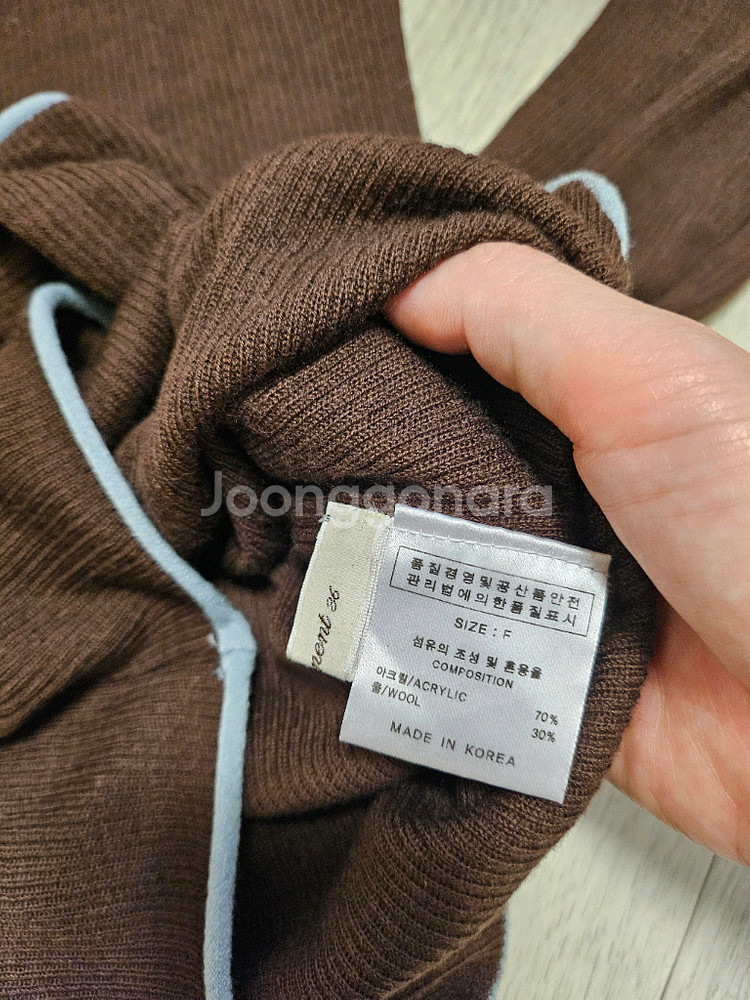 Joonggonara
품질경영및공산품안전
관리법에의한품질표시
SIZE : F
섬유의 조성 및 혼용율
COMPOSITION
아크릴/ACRYLIC 70%
울/WOOL 30%
MADE IN KOREA
36